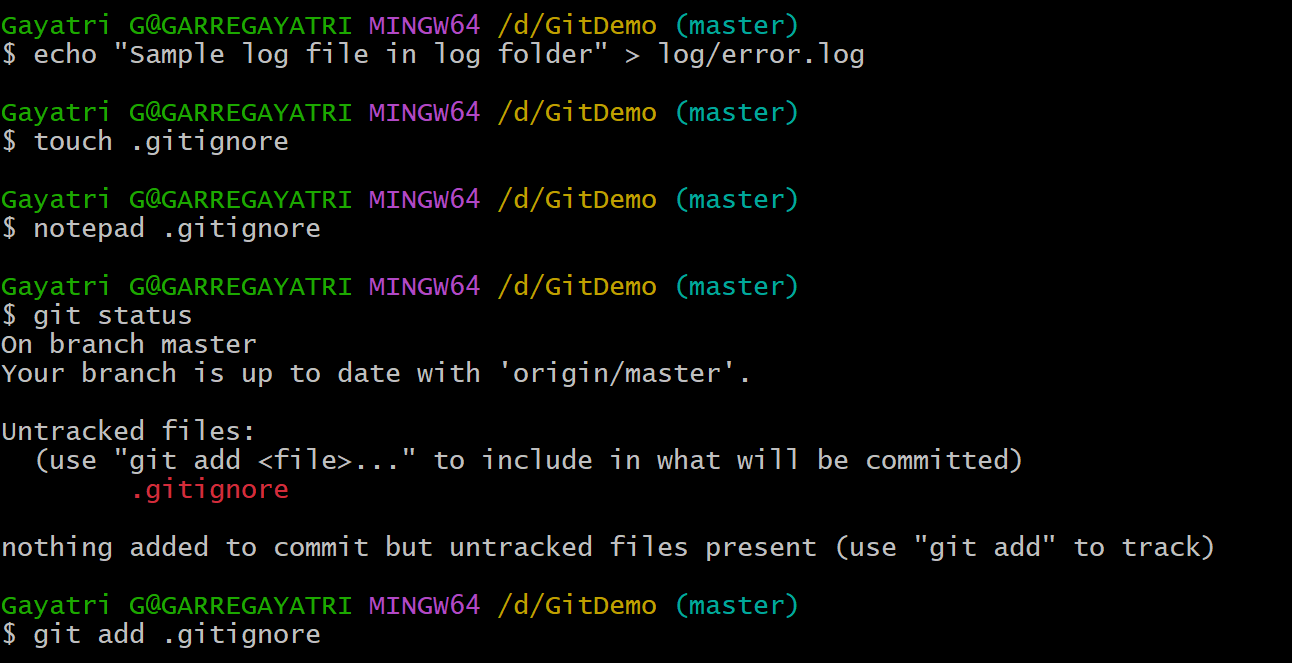 Gayatri G@GARREGAYATRI MINGW64 /d/GitDemo (master)
$ echo "Sample log file in log folder" > log/error.log
Gayatri G@GARREGAYATRI MINGW64 /d/GitDemo (master)
$ touch .gitignore
Gayatri G@GARREGAYATRI MINGW64 /d/GitDemo (master)
$ notepad .gitignore
Gayatri G@GARREGAYATRI MINGW64 /d/GitDemo (master)
$ git status
On branch master
Your branch is up to date with 'origin/master'.
Untracked files:
  (use "git add <file>..." to include in what will be committed)
        .gitignore
nothing added to commit but untracked files present (use "git add" to track)
Gayatri G@GARREGAYATRI MINGW64 /d/GitDemo (master)
$ git add .gitignore